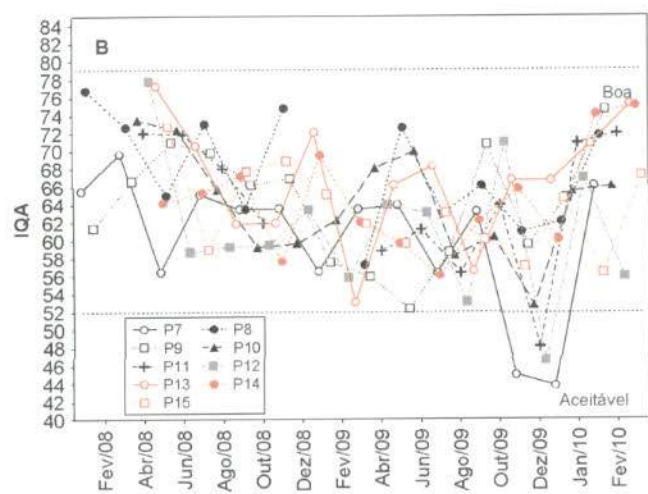 B
IQA
84
82
80
78
76
74
72
70
68
66
64
62
60
58
56
54
52
50
48
46
44
42
40
Boa
Aceitável
P7 P8
P9 P10
P11 P12
P13 P14
P15
Fev/08 Abr/08 Jun/08 Ago/08 Out/08 Dez/08 Fev/09 Abr/09 Jun/09 Ago/09 Out/09 Dez/09 Jan/10 Fev/10